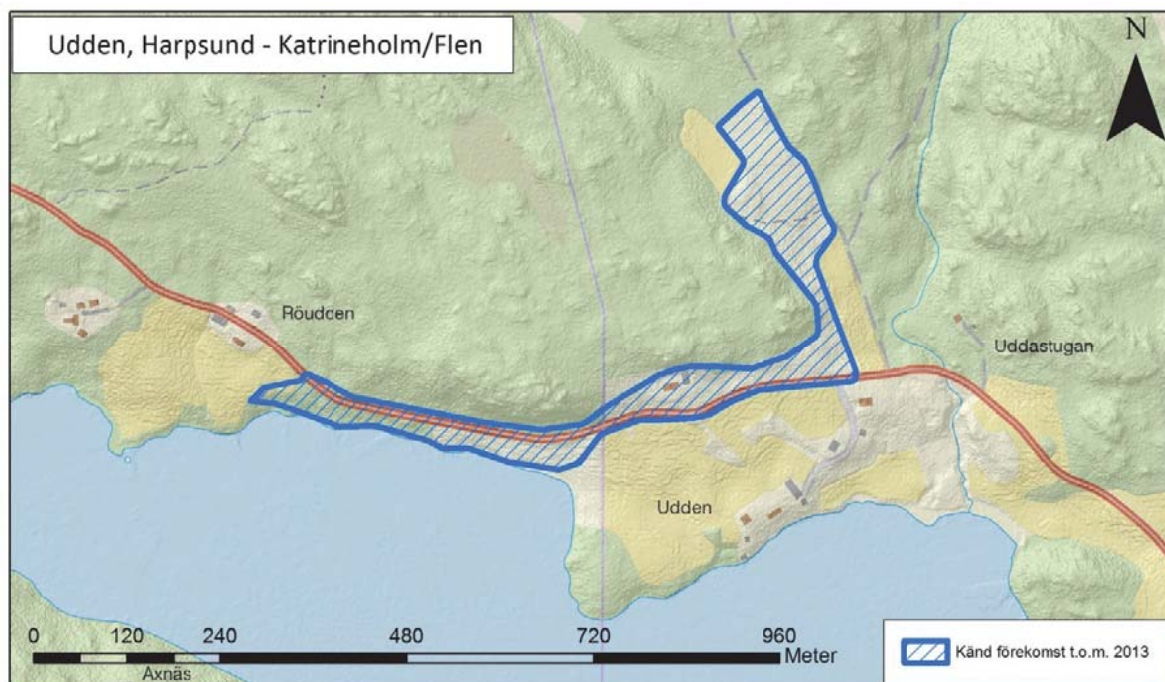 Udden, Harpsund - Katrineholm/Flen
N
Röudden
Uddastugan
Udden
0 120 240 480 720 960
Meter
Axnäs
Känd förekomst t.o.m. 2013